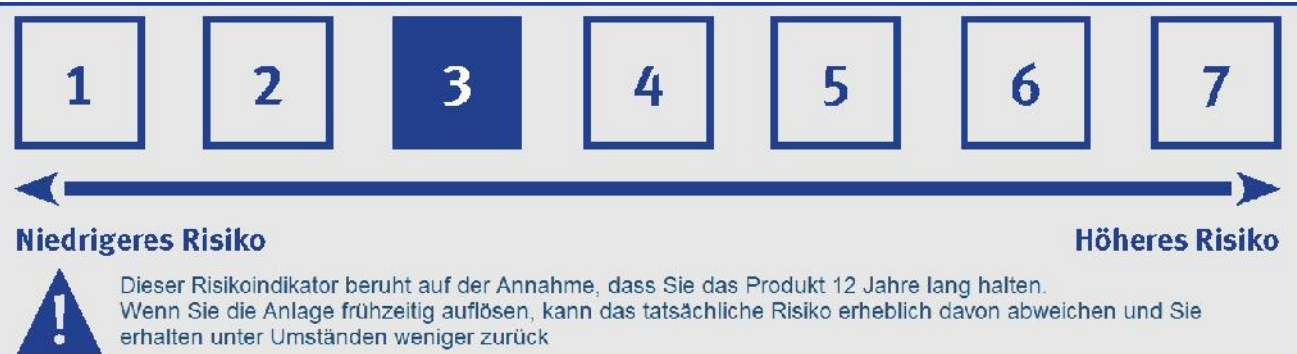 1 2 3 4 5 6 7
Niedrigeres Risiko Höheres Risiko
Dieser Risikoindikator beruht auf der Annahme, dass Sie das Produkt 12 Jahre lang halten.
Wenn Sie die Anlage frühzeitig auflösen, kann das tatsächliche Risiko erheblich davon abweichen und Sie
erhalten unter Umständen weniger zurück
!